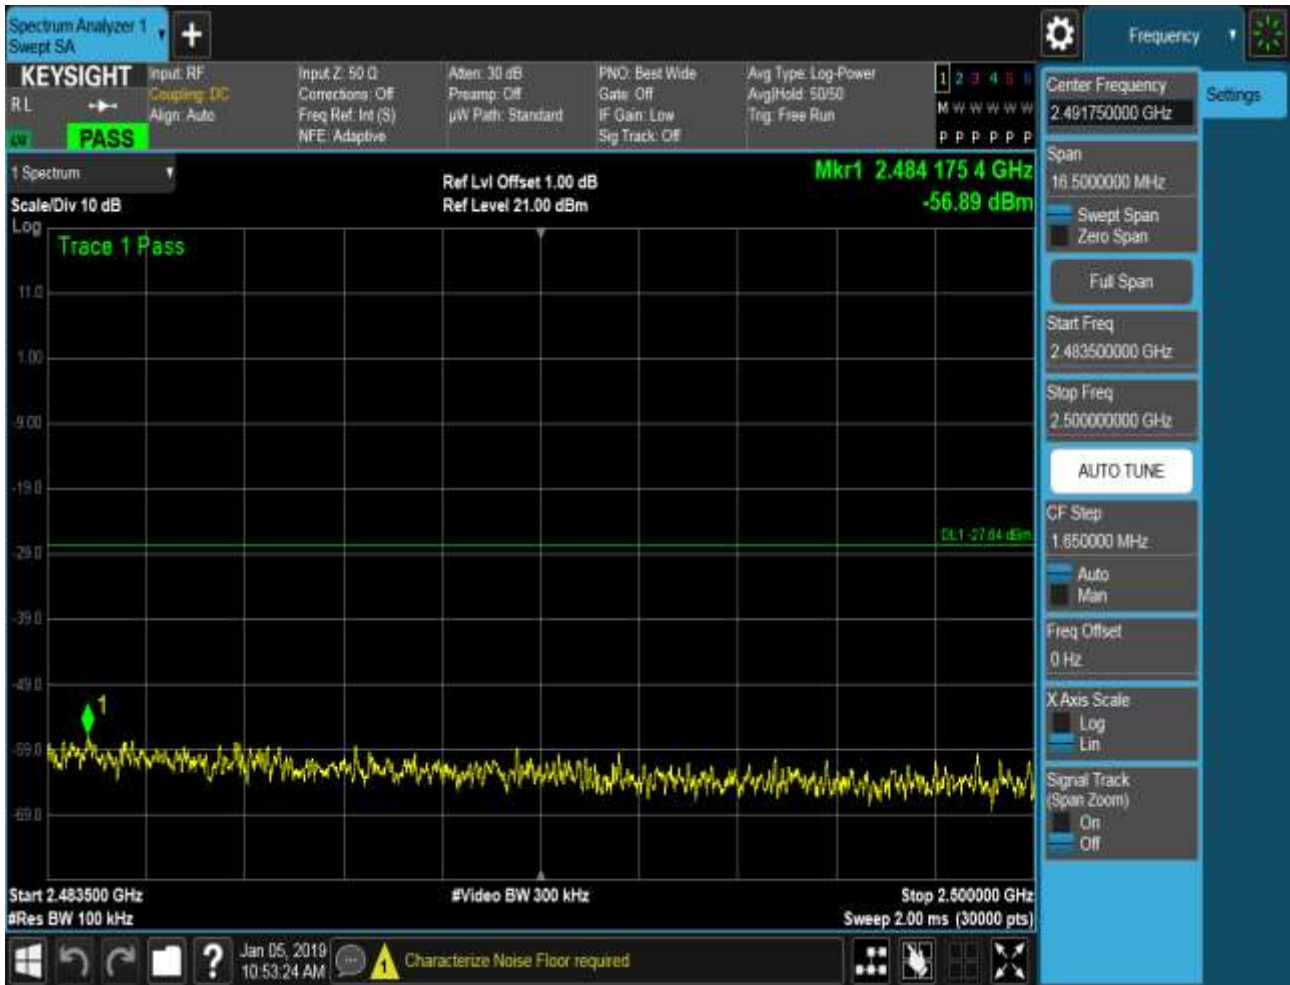 Spectrum Analyzer 1
Swept SA
+
Frequency
KEYSIGHT
R L
PASS
Input: RF
Coupling: DC
Align: Auto
Input Z: 50 Ω
Corrections: Off
Freq Ref: Int (S)
NFE: Adaptive
Atten: 30 dB
Preamp: Off
µW Path: Standard
PNO: Best Wide
Gate: Off
IF Gain: Low
Sig Track: Off
Avg Type: Log-Power
Avg|Hold: 50/50
Trig: Free Run
1 2 3 4 5 6
M W W W W W
P P P P P P
1 Spectrum
Scale/Div 10 dB
Ref Lvl Offset 1.00 dB
Ref Level 21.00 dBm
Mkr1 2.484 175 4 GHz
-56.89 dBm
Log
Trace 1 Pass
11.0
1.00
-9.00
-19.0
-29.0
-39.0
-49.0
-59.0
-69.0
DL1 -27.64 dBm
1
Start 2.483500 GHz
#Res BW 100 kHz
#Video BW 300 kHz
Stop 2.500000 GHz
Sweep 2.00 ms (30000 pts)
Center Frequency
2.491750000 GHz
Settings
Span
16.5000000 MHz
Swept Span
Zero Span
Full Span
Start Freq
2.483500000 GHz
Stop Freq
2.500000000 GHz
AUTO TUNE
CF Step
1.650000 MHz
Auto
Man
Freq Offset
0 Hz
X Axis Scale
Log
Lin
Signal Track
(Span Zoom)
On
Off
?
Jan 05, 2019
10:53:24 AM
1
Characterize Noise Floor required